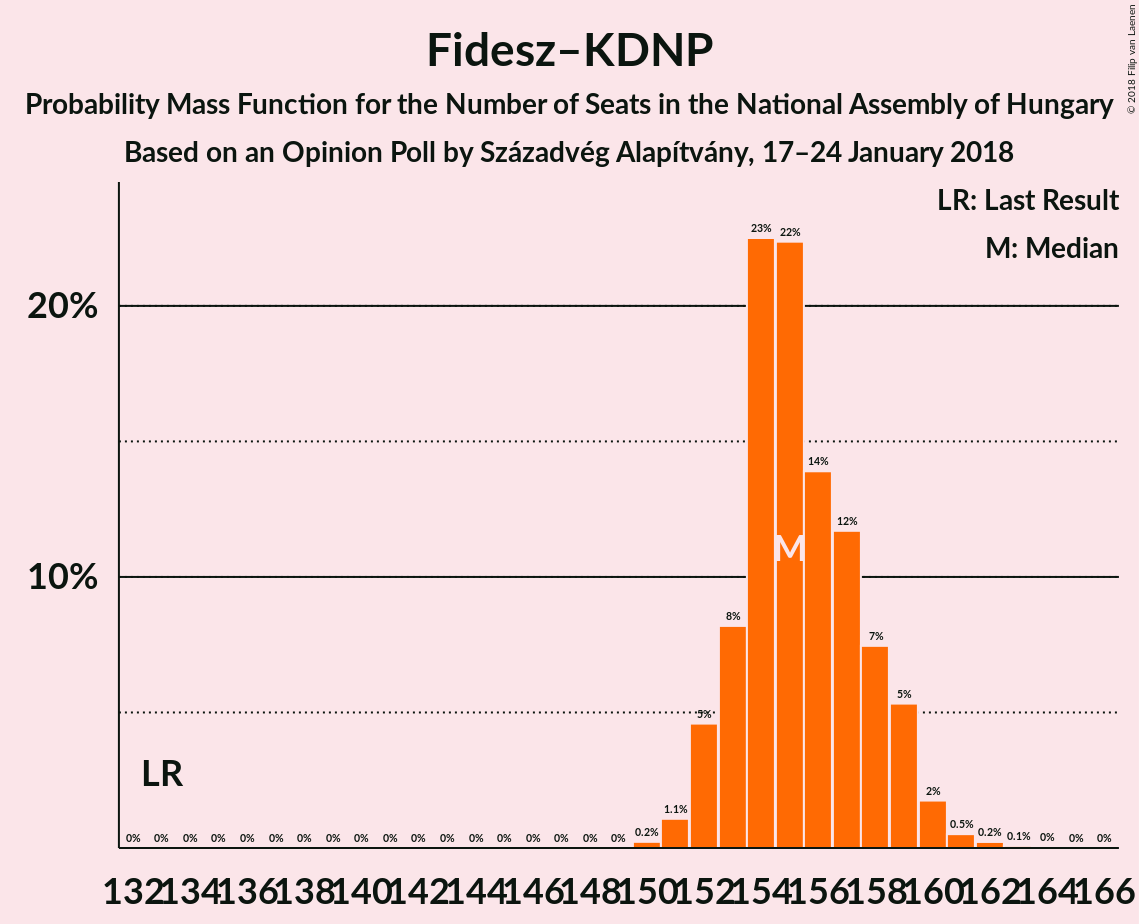 Fidesz–KDNP
Probability Mass Function for the Number of Seats in the National Assembly of Hungary
Based on an Opinion Poll by Századvég Alapítvány, 17–24 January 2018
© 2018 Filip van Laenen
LR: Last Result
M: Median
20%
10%
23% 22%
14%
12%
M
8%
7%
5% 5%
LR
2%
0% 0% 0% 0% 0% 0% 0% 0% 0% 0% 0% 0% 0% 0% 0% 0% 0% 0% 0.2% 1.1% 0.5% 0.2% 0.1% 0% 0% 0%
132 134 136 138 140 142 144 146 148 150 152 154 156 158 160 162 164 166